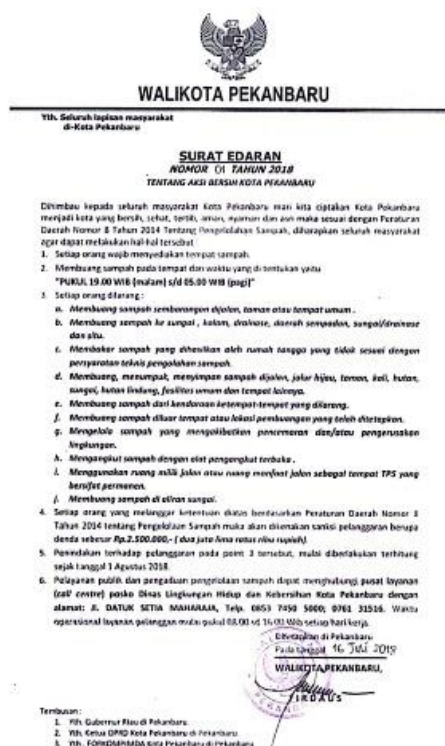 WALIKOTA PEKANBARU
Yth. Seluruh lapisan masyarakat
di-Kota Pekanbaru
SURAT EDARAN
NOMOR 01 TAHUN 2018
TENTANG AKSI BERSIH KOTA PEKANBARU
Dihimbau kepada seluruh masyarakat Kota Pekanbaru mari kita ciptakan Kota Pekanbaru
menjadi kota yang bersih, sehat, tertib, aman, nyaman dan asri maka sesuai dengan Peraturan
Daerah Nomor 8 Tahun 2014 Tentang Pengelolahan Sampah, diharapkan seluruh masyarakat
agar dapat melakukan hal-hal tersebut
1. Setiap orang wajib menyediakan tempat sampah.
2. Membuang sampah pada tempat dan waktu yang di tentukan yaitu
"PUKUL 19.00 WIB (malam) s/d 05.00 WIB (pagi)"
3. Setiap orang dilarang :
a. Membuang sampah sembarangan dijalan, taman atau tempat umum.
b. Membuang sampah ke sungai, kolam, drainase, daerah sempadan, sungai/drainase
dan situ.
c. Membakar sampah yang dihasilkan oleh rumah tangga yang tidak sesuai dengan
persyaratan teknis pengolahan sampah.
d. Membuang, menumpuk, menyimpan sampah dijalan, jalur hijau, taman, kali, hutan,
sungai, hutan lindung, fasilitas umum dan tempat lainnya.
e. Membuang sampah dari kendaraan ketempat-tempat yang dilarang.
f. Membuang sampah diluar tempat atau lokasi pembuangan yang telah ditetapkan.
g. Mengelola sampah yang mengakibatkan pencemaran dan/atau pengerusakan
lingkungan.
h. Mengangkut sampah dengan alat pengangkut terbuka.
i. Menggunakan ruang milik jalan atau ruang manfaat jalan sebagai tempat TPS yang
bersifat permanen.
j. Membuang sampah di aliran sungai.
4. Setiap orang yang melanggar ketentuan diatas berdasarkan Peraturan Daerah Nomor 8
Tahun 2014 tentang Pengelolaan Sampah maka akan dikenakan sanksi pelanggaran berupa
denda sebesar Rp.2.500.000,- ( dua juta lima ratus ribu rupiah).
5. Penindakan terhadap pelanggaran pada point 3 tersebut, mulai diberlakukan terhitung
sejak tanggal 1 Agustus 2018.
6. Pelayanan publik dan pengaduan pengelolaan sampah dapat menghubungi pusat layanan
(call centre) posko Dinas Lingkungan Hidup dan Kebersihan Kota Pekanbaru dengan
alamat: Jl. DATUK SETIA MAHARAJA, Telp. 0853 7450 5000; 0761 31516. Waktu
operasional layanan pelanggan mulai pukul 08.00 s/d 16.00 Wib setiap hari kerja.
Ditetapkan di Pekanbaru
Pada tanggal 16 Juli 2018
WALIKOTA PEKANBARU,
FIRDAUS
Tembusan :
1. Yth. Gubernur Riau di Pekanbaru
2. Yth. Ketua DPRD Kota Pekanbaru di Pekanbaru
3. Yth. FORKOMPIMDA Kota Pekanbaru di Pekanbaru